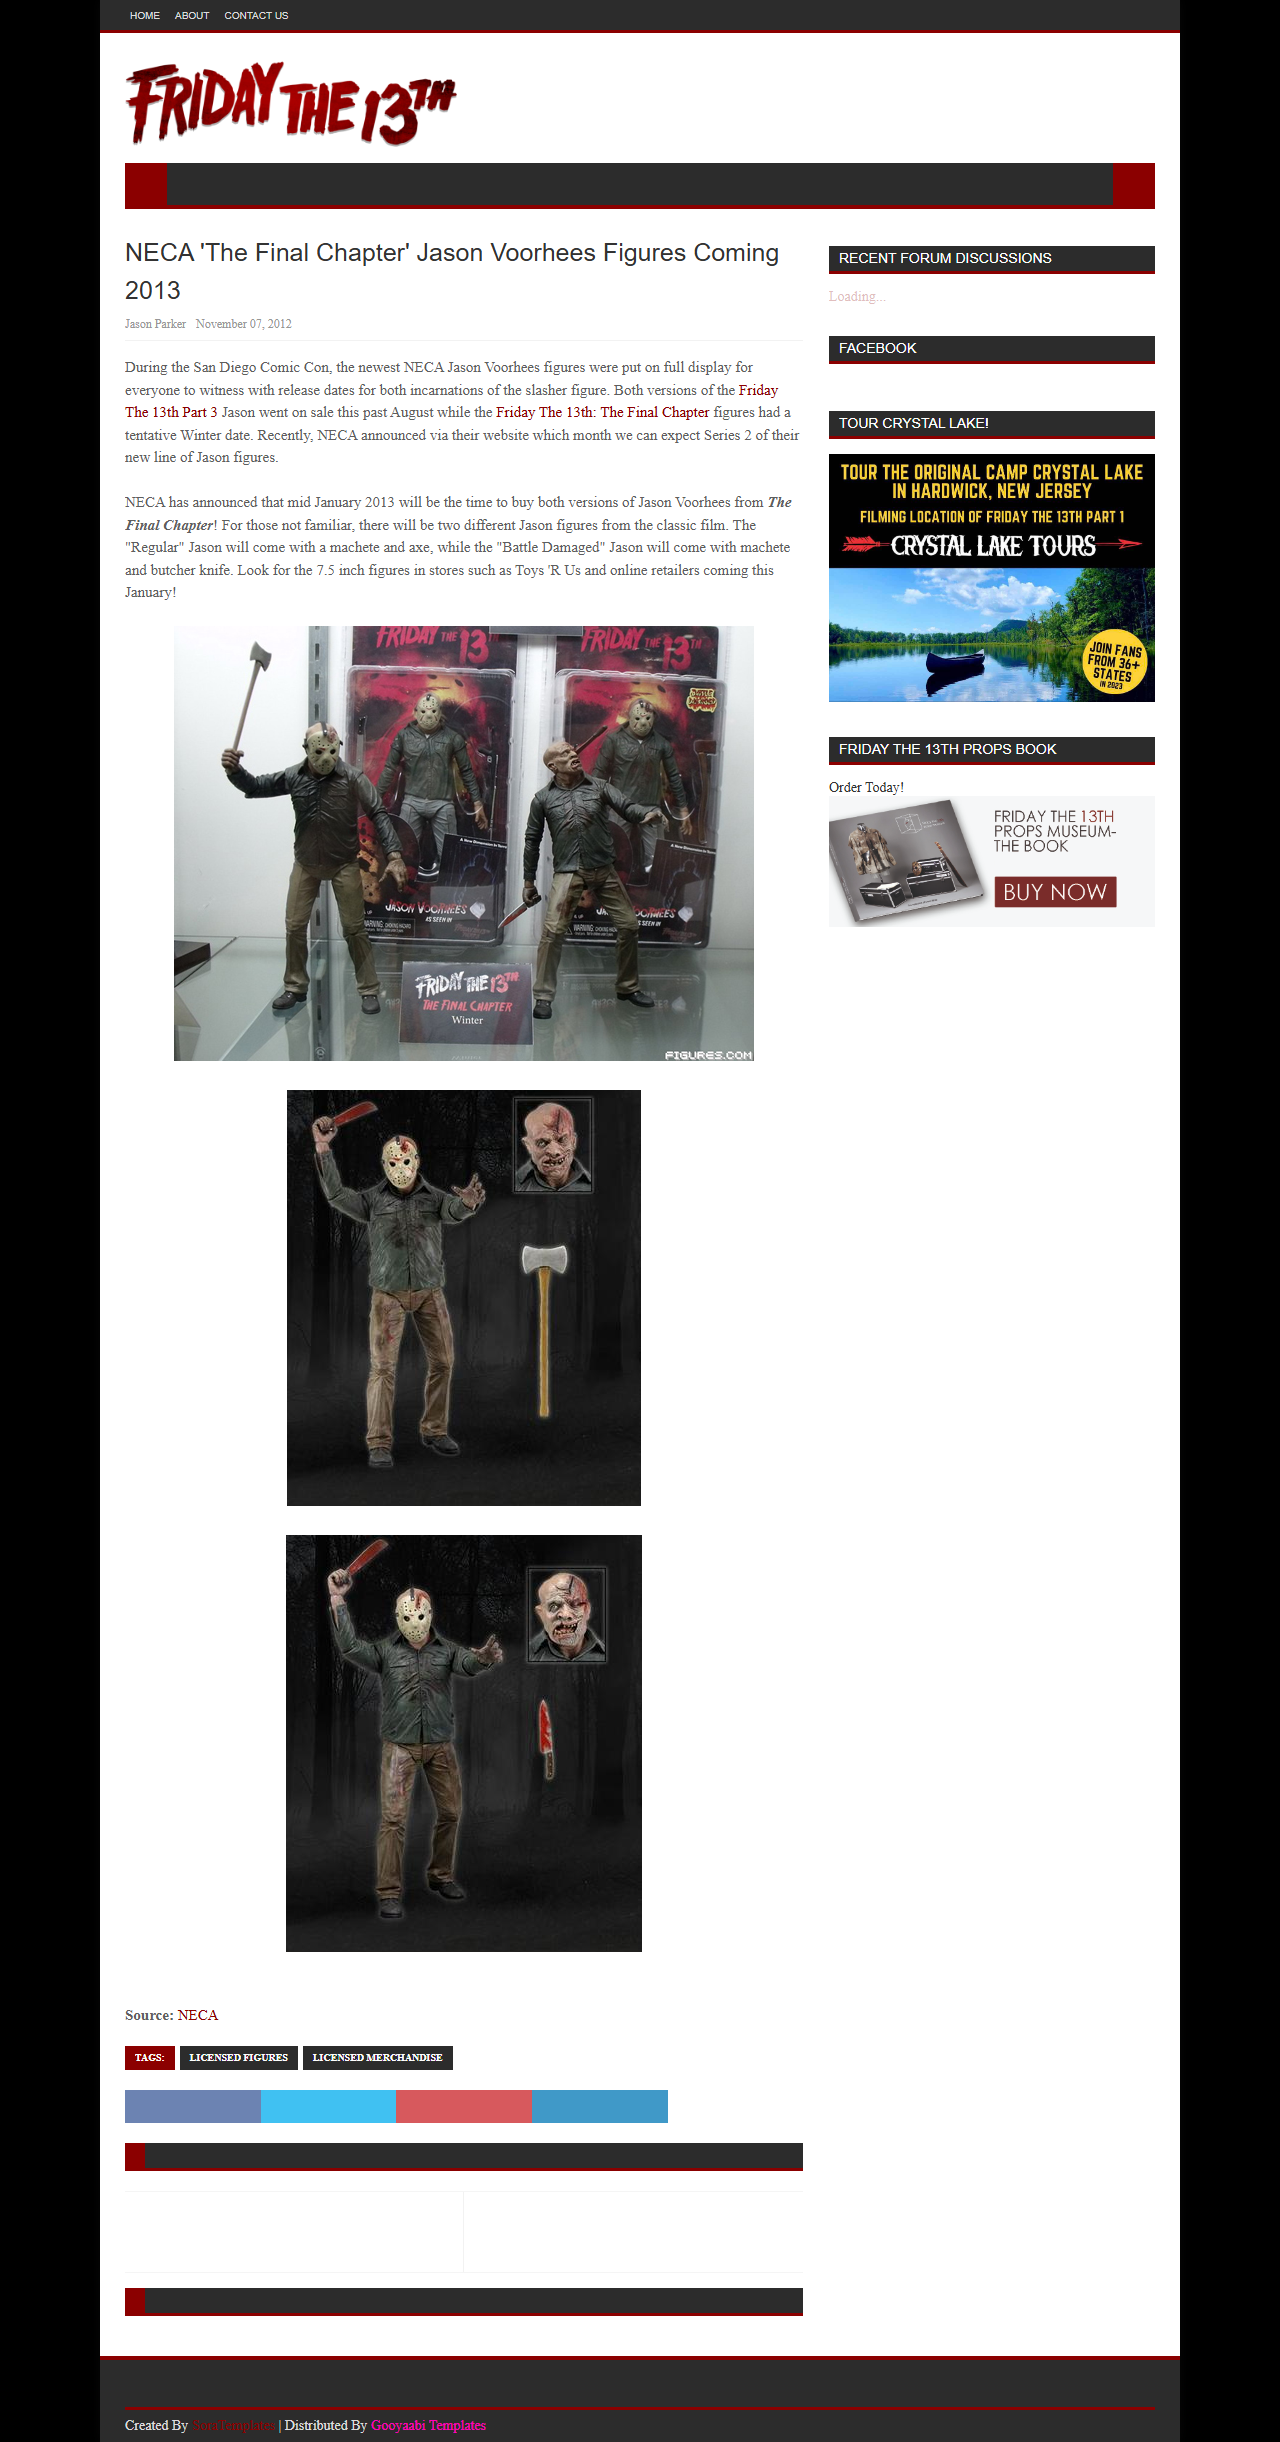 HOME ABOUT CONTACT US
FRIDAY THE 13TH
NECA 'The Final Chapter' Jason Voorhees Figures Coming
2013
Jason Parker November 07, 2012
During the San Diego Comic Con, the newest NECA Jason Voorhees figures were put on full display for
everyone to witness with release dates for both incarnations of the slasher figure. Both versions of the Friday
The 13th Part 3 Jason went on sale this past August while the Friday The 13th: The Final Chapter figures had a
tentative Winter date. Recently, NECA announced via their website which month we can expect Series 2 of their
new line of Jason figures.
NECA has announced that mid January 2013 will be the time to buy both versions of Jason Voorhees from The
Final Chapter! For those not familiar, there will be two different Jason figures from the classic film. The
"Regular" Jason will come with a machete and axe, while the "Battle Damaged" Jason will come with machete
and butcher knife. Look for the 7.5 inch figures in stores such as Toys 'R Us and online retailers coming this
January!
FRIDAY THE 13
FRIDAY THE 13
JASON VOORHEES
AS SEEN IN
FRIDAY THE 13TH
THE FINAL CHAPTER
Winter
FIGURES.COM
Source: NECA
TAGS: LICENSED FIGURES LICENSED MERCHANDISE
RECENT FORUM DISCUSSIONS
Loading...
FACEBOOK
TOUR CRYSTAL LAKE!
TOUR THE ORIGINAL CAMP CRYSTAL LAKE
IN HARDWICK, NEW JERSEY
FILMING LOCATION OF FRIDAY THE 13TH PART 1
CRYSTAL LAKE TOURS
JOIN FANS
FROM 36+
STATES
IN 2023
FRIDAY THE 13TH PROPS BOOK
Order Today!
FRIDAY THE 13TH
PROPS MUSEUM-
THE BOOK
BUY NOW
Created By SoraTemplates | Distributed By Gooyaabi Templates